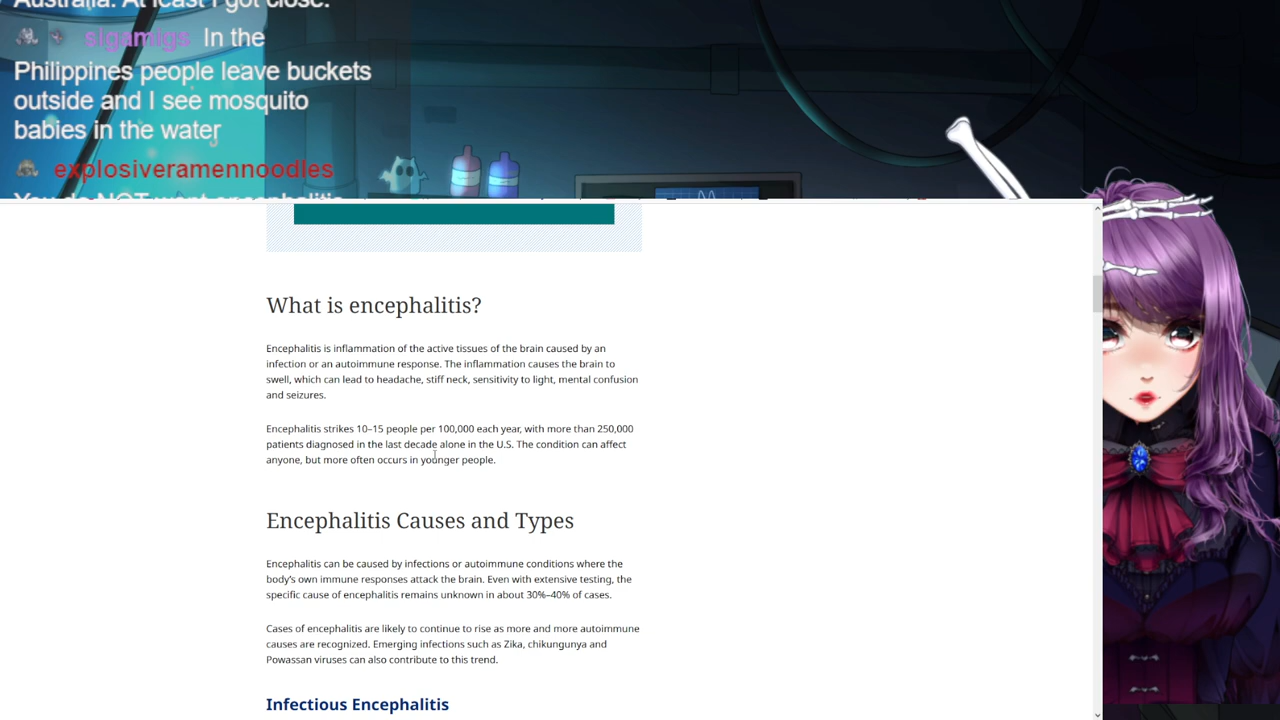 Australia. At least I got close.
sigamigs In the
Philippines people leave buckets
outside and I see mosquito
babies in the water
explosiveramennoodles
You do NOT want encephalitis
What is encephalitis?
Encephalitis is inflammation of the active tissues of the brain caused by an
infection or an autoimmune response. The inflammation causes the brain to
swell, which can lead to headache, stiff neck, sensitivity to light, mental confusion
and seizures.
Encephalitis strikes 10–15 people per 100,000 each year, with more than 250,000
patients diagnosed in the last decade alone in the U.S. The condition can affect
anyone, but more often occurs in younger people.
Encephalitis Causes and Types
Encephalitis can be caused by infections or autoimmune conditions where the
body's own immune responses attack the brain. Even with extensive testing, the
specific cause of encephalitis remains unknown in about 30%–40% of cases.
Cases of encephalitis are likely to continue to rise as more and more autoimmune
causes are recognized. Emerging infections such as Zika, chikungunya and
Powassan viruses can also contribute to this trend.
Infectious Encephalitis